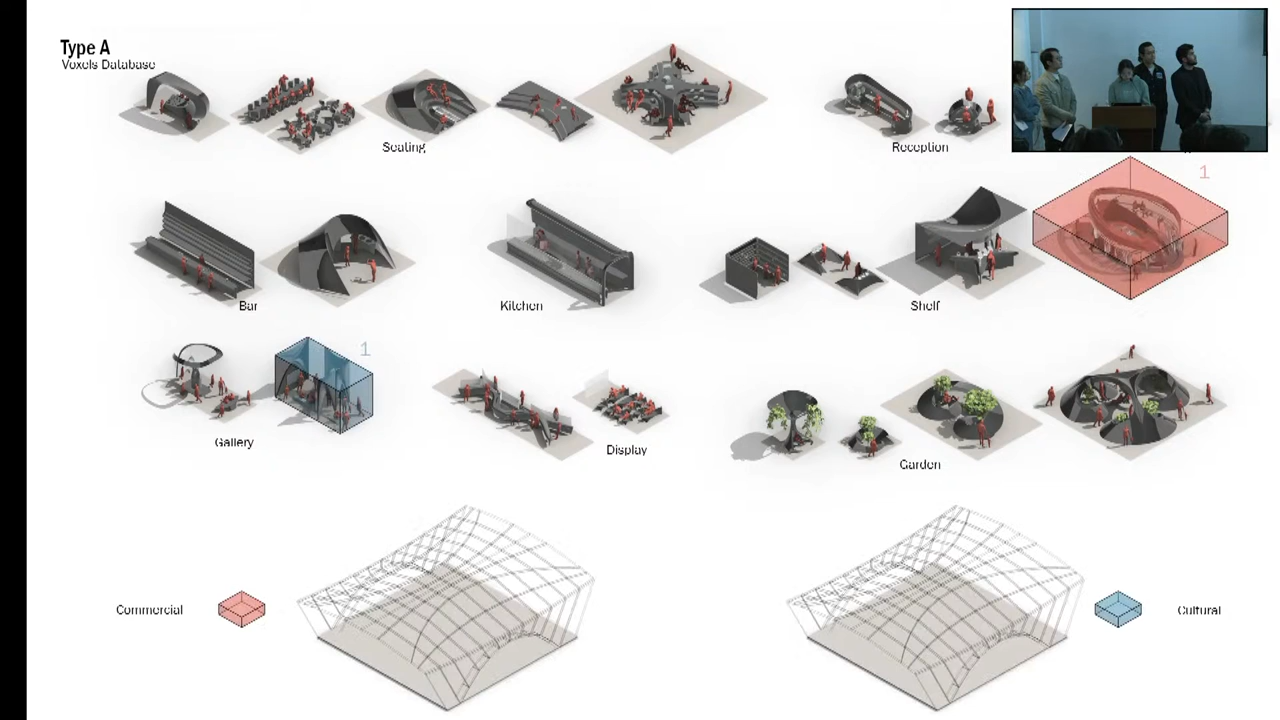 Type A
Voxels Database
Seating
Reception
1
Bar
Kitchen
Shelf
1
Gallery
Display
Garden
Commercial
Cultural